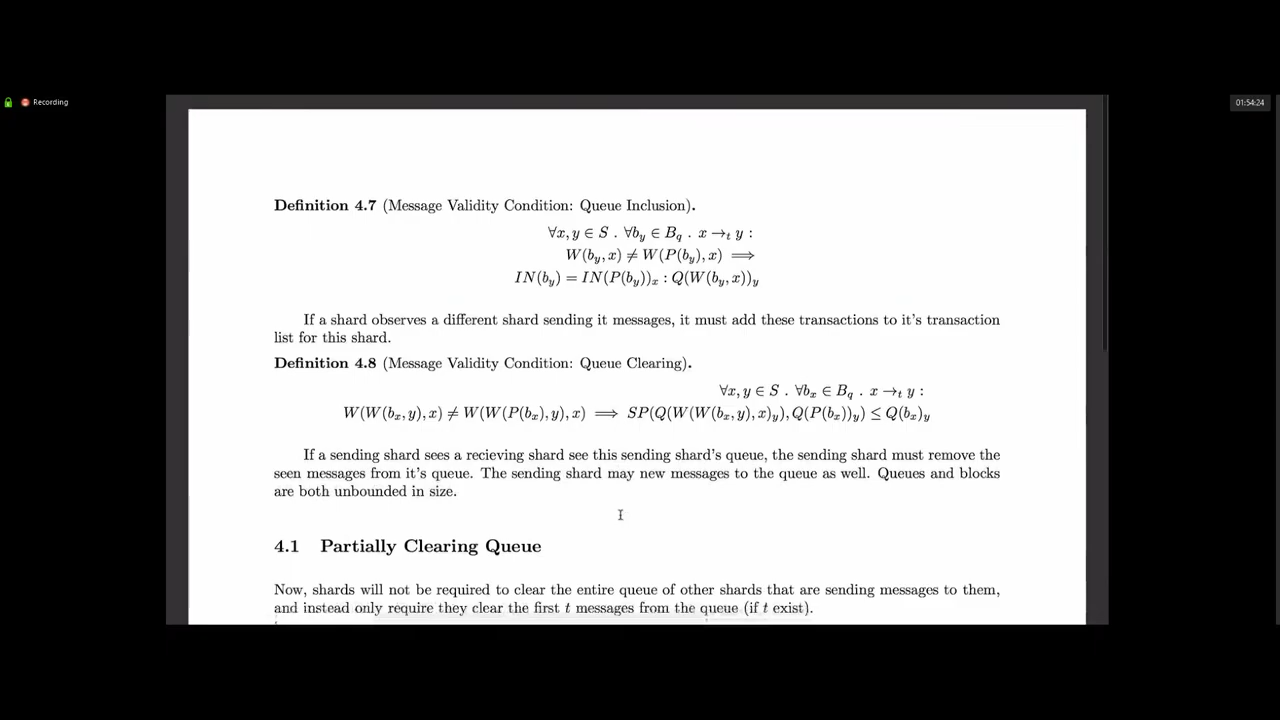 Recording
01:54:24
Definition 4.7 (Message Validity Condition: Queue Inclusion).
∀x, y ∈ S . ∀b_y ∈ B_q . x →_t y :
W(b_y, x) ≠ W(P(b_y), x) ⟹
IN(b_y) = IN(P(b_y))_x : Q(W(b_y, x))_y
If a shard observes a different shard sending it messages, it must add these transactions to it's transaction
list for this shard.
Definition 4.8 (Message Validity Condition: Queue Clearing).
∀x, y ∈ S . ∀b_x ∈ B_q . x →_t y :
W(W(b_x, y), x) ≠ W(W(P(b_x), y), x) ⟹ SP(Q(W(W(b_x, y), x)_y), Q(P(b_x))_y) ≤ Q(b_x)_y
If a sending shard sees a recieving shard see this sending shard's queue, the sending shard must remove the
seen messages from it's queue. The sending shard may new messages to the queue as well. Queues and blocks
are both unbounded in size.
4.1 Partially Clearing Queue
Now, shards will not be required to clear the entire queue of other shards that are sending messages to them,
and instead only require they clear the first t messages from the queue (if t exist).